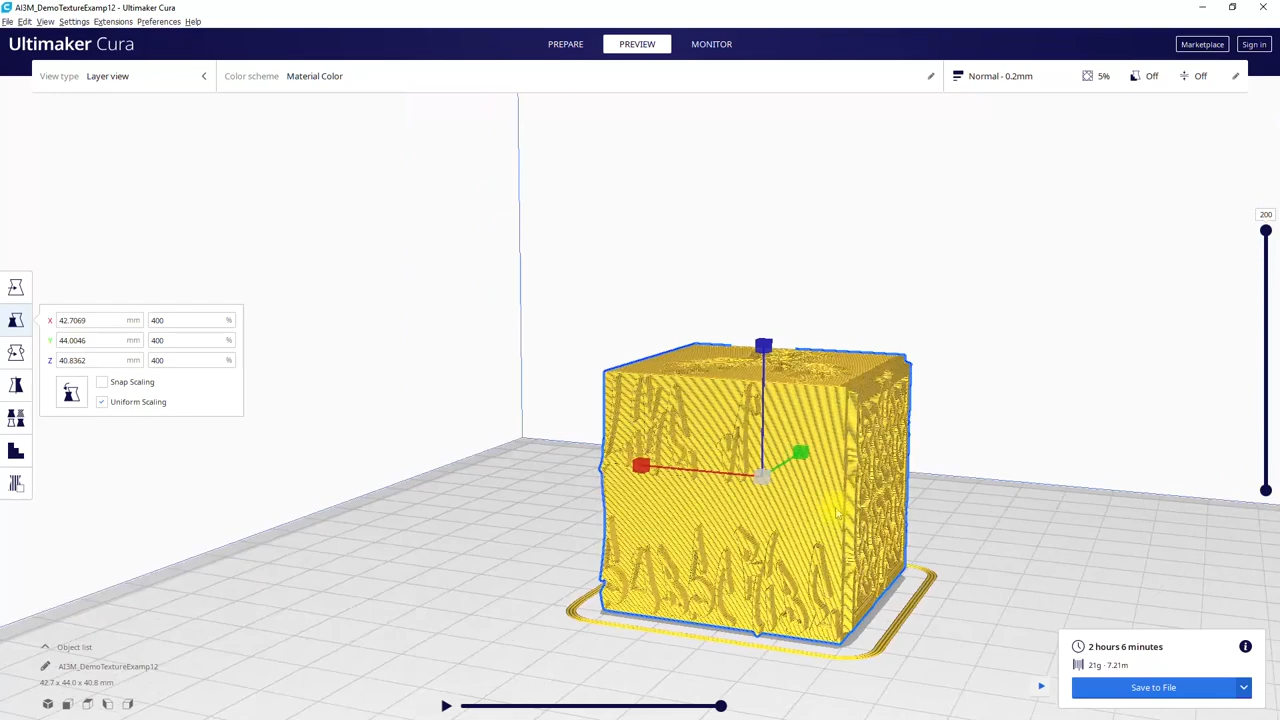 AI3M_DemoTextureExamp12 - Ultimaker Cura
File Edit View Settings Extensions Preferences Help
Ultimaker Cura
PREPARE
PREVIEW
MONITOR
Marketplace
Sign in
View type Layer view
Color scheme Material Color
Normal - 0.2mm
5%
Off
Off
200
X 42.7069 mm 400 %
Y 44.0046 mm 400 %
Z 40.8362 mm 400 %
Snap Scaling
Uniform Scaling
Object list
AI3M_DemoTextureExamp12
42.7 x 44.0 x 40.8 mm
2 hours 6 minutes
21g · 7.21m
Save to File